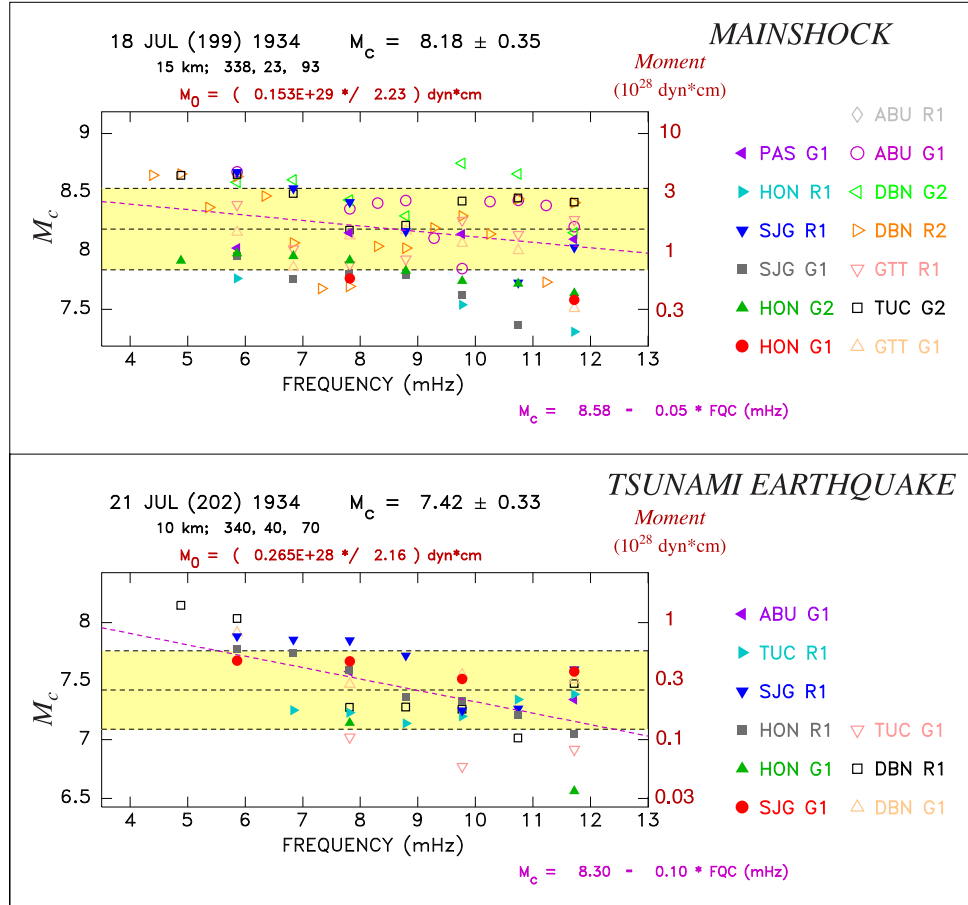 MAINSHOCK
18 JUL (199) 1934 M_c = 8.18 ± 0.35
15 km; 338, 23, 93
M_0 = ( 0.153E+29 */ 2.23 ) dyn*cm
Moment
(10^28 dyn*cm)
9
8.5
8
7.5
M_c
10
3
1
0.3
4 5 6 7 8 9 10 11 12 13
FREQUENCY (mHz)
M_c = 8.58 - 0.05 * FQC (mHz)
ABU R1
PAS G1 ABU G1
HON R1 DBN G2
SJG R1 DBN R2
SJG G1 GTT R1
HON G2 TUC G2
HON G1 GTT G1
TSUNAMI EARTHQUAKE
21 JUL (202) 1934 M_c = 7.42 ± 0.33
10 km; 340, 40, 70
M_0 = ( 0.265E+28 */ 2.16 ) dyn*cm
Moment
(10^28 dyn*cm)
8
7.5
7
6.5
M_c
1
0.3
0.1
0.03
4 5 6 7 8 9 10 11 12 13
FREQUENCY (mHz)
M_c = 8.30 - 0.10 * FQC (mHz)
ABU G1
TUC R1
SJG R1
HON R1 TUC G1
HON G1 DBN R1
SJG G1 DBN G1